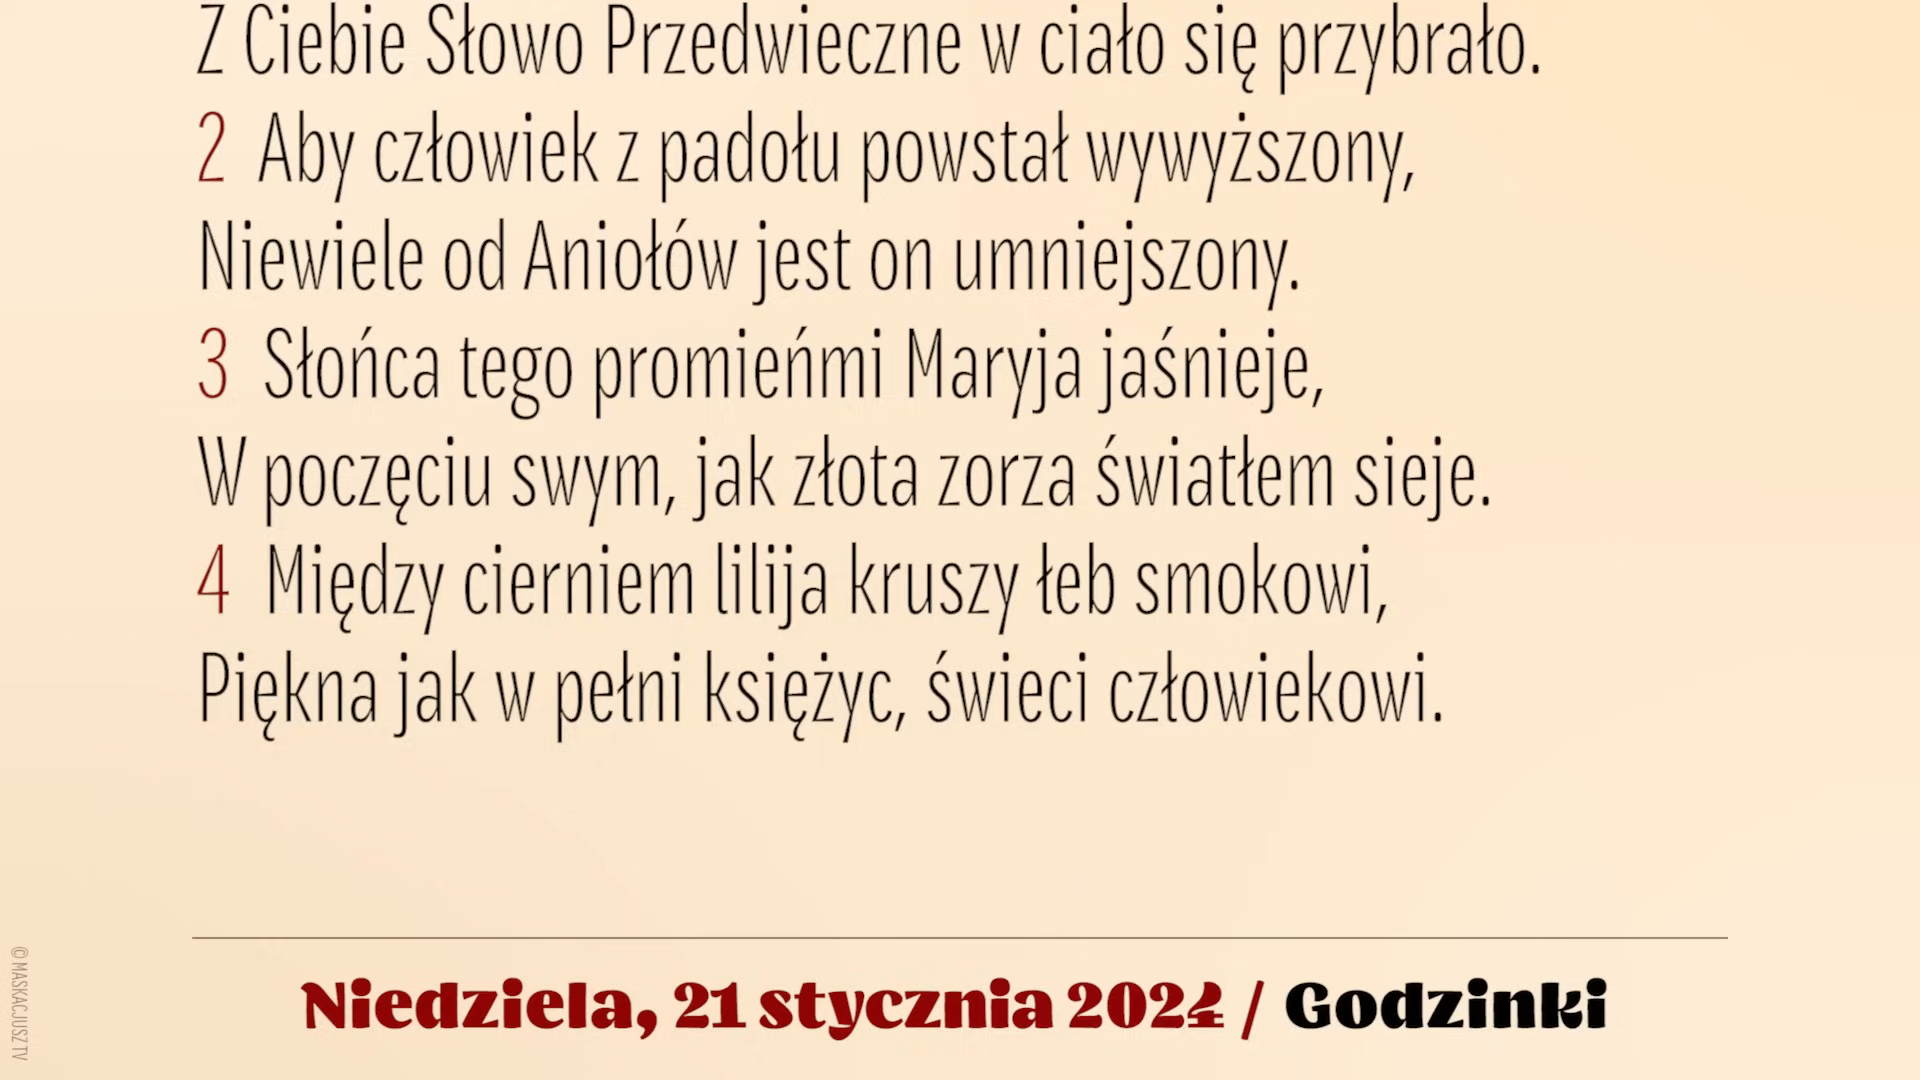 Z Ciebie Słowo Przedwieczne w ciało się przybrało.
2 Aby człowiek z padołu powstał wywyższony,
Niewiele od Aniołów jest on umniejszony.
3 Słońca tego promieńmi Maryja jaśnieje,
W poczęciu swym, jak złota zorza światłem sieje.
4 Między cierniem lilija kruszy łeb smokowi,
Piękna jak w pełni księżyc, świeci człowiekowi.
Niedziela, 21 stycznia 2024 / Godzinki
© MASKACJUSZ TV